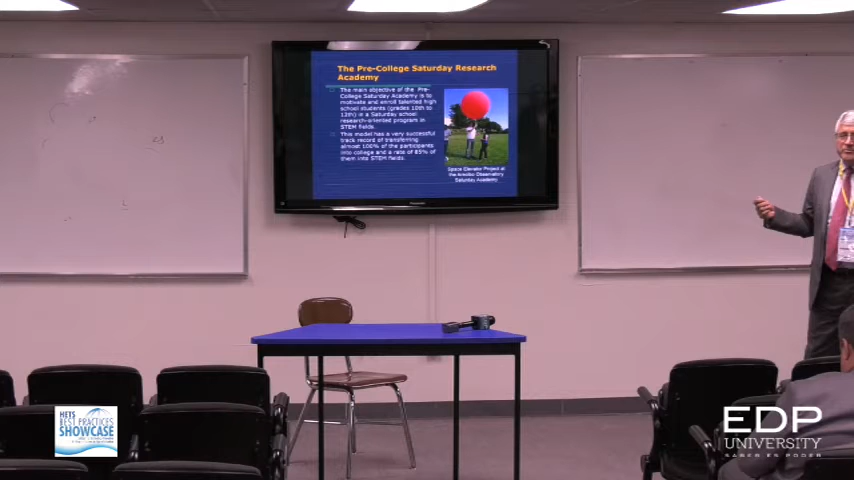 The Pre-College Saturday Research
Academy
The main objective of the Pre-
College Saturday Academy is to
motivate and enroll talented high
school students (grades 10th to
12th) in a Saturday school
research-oriented program in
STEM fields.
This model has a very successful
track record of transferring
almost 100% of the participants
into college and a rate of 85% of
them into STEM fields.
Space Elevator Project at
the Arecibo Observatory
Saturday Academy
HETS
BEST PRACTICES
SHOWCASE
EDP
UNIVERSITY
SABER ES PODER